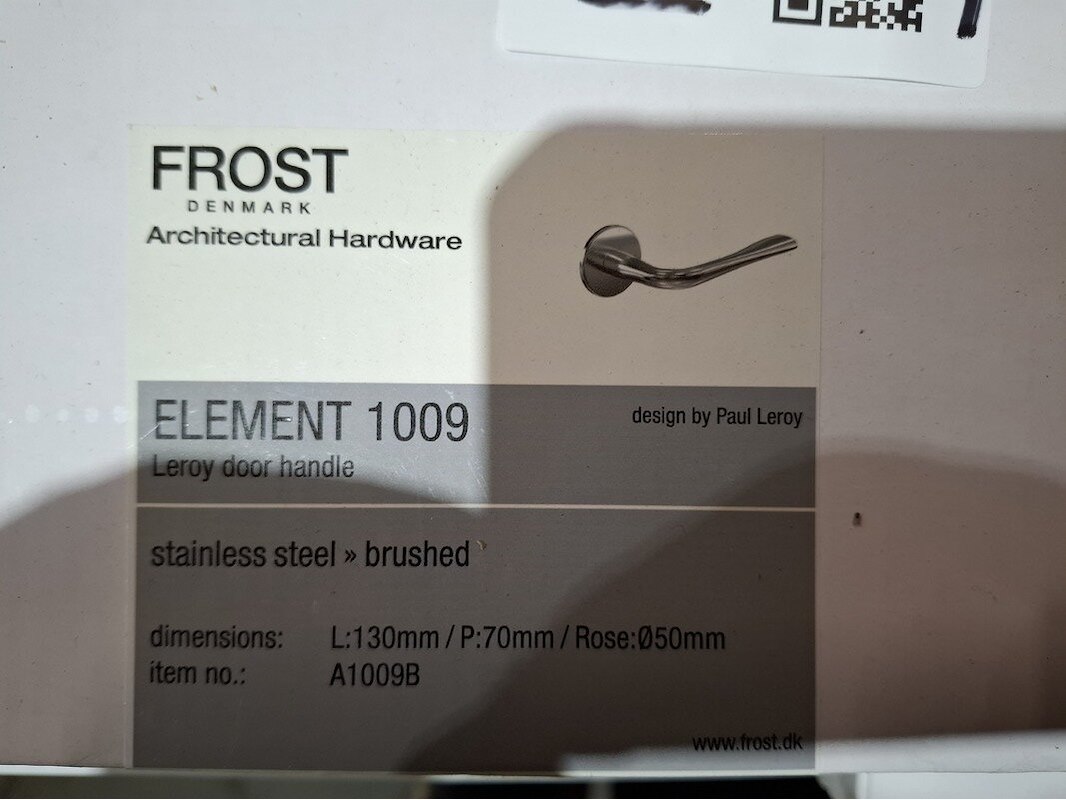 FROST
DENMARK
Architectural Hardware
ELEMENT 1009
design by Paul Leroy
Leroy door handle
stainless steel » brushed
dimensions: L:130mm / P:70mm / Rose:Ø50mm
item no.: A1009B
www.frost.dk